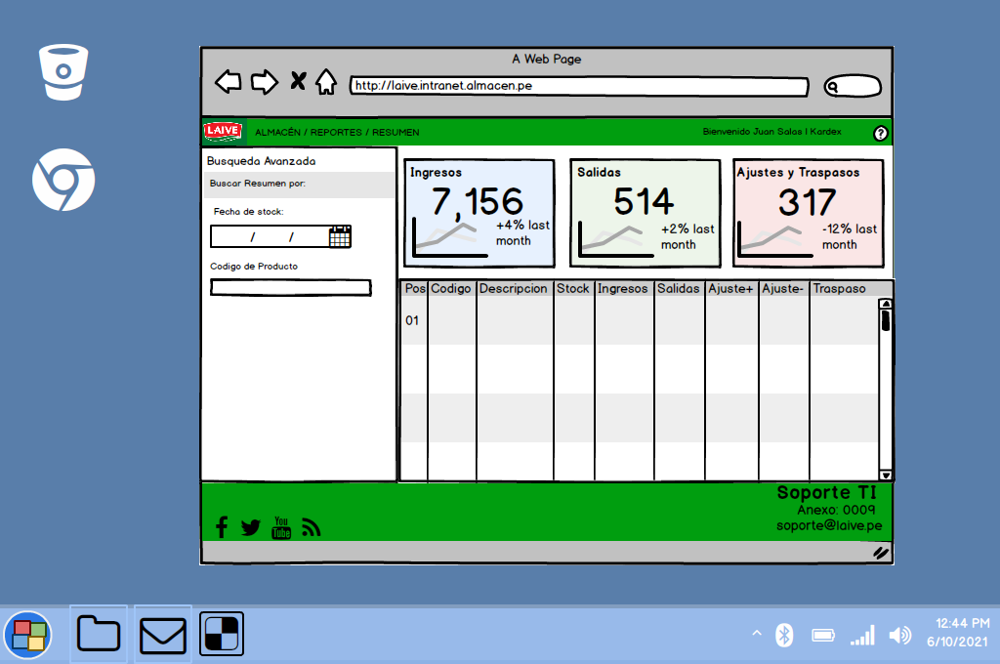 A Web Page
http://laive.intranet.almacen.pe
LAIVE
ALMACÉN / REPORTES / RESUMEN
Bienvenido Juan Salas | Kardex
?
Busqueda Avanzada
Buscar Resumen por:
Fecha de stock:
/ /
Codigo de Producto
Ingresos
7,156
+4% last
month
Salidas
514
+2% last
month
Ajustes y Traspasos
317
-12% last
month
Pos Codigo Descripcion Stock Ingresos Salidas Ajuste+ Ajuste- Traspaso
01
Soporte TI
Anexo: 0009
soporte@laive.pe
You
Tube
12:44 PM
6/10/2021